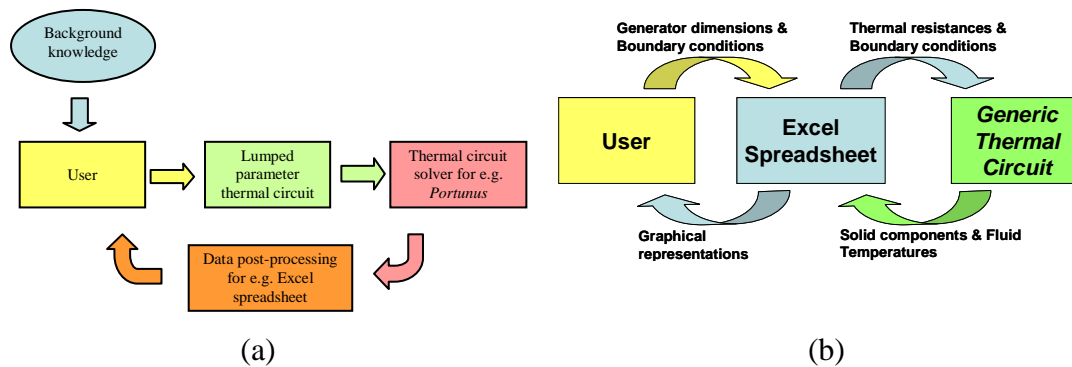 Background
knowledge
User
Lumped
parameter
thermal circuit
Thermal circuit
solver for e.g.
Portunus
Data post-processing
for e.g. Excel
spreadsheet
(a)
Generator dimensions &
Boundary conditions
Thermal resistances &
Boundary conditions
User
Excel
Spreadsheet
Generic
Thermal
Circuit
Graphical
representations
Solid components & Fluid
Temperatures
(b)